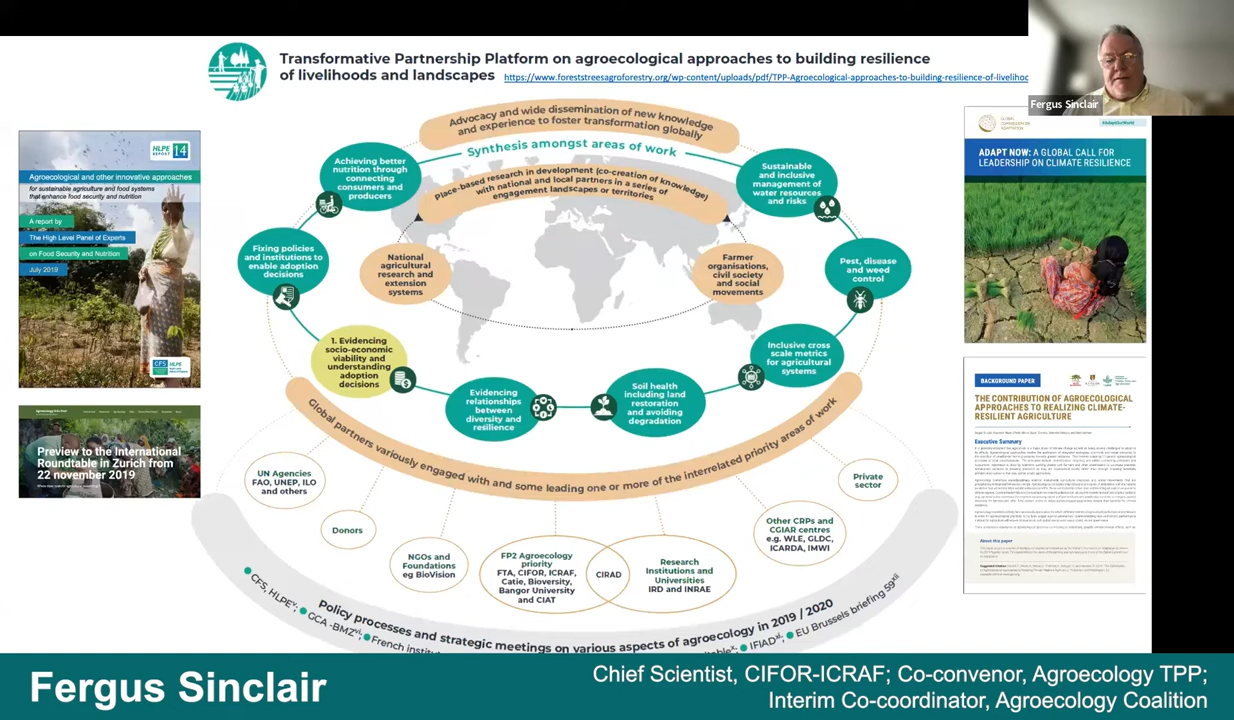 Transformative Partnership Platform on agroecological approaches to building resilience
of livelihoods and landscapes https://www.foreststreesagroforestry.org/wp-content/uploads/pdf/TPP-Agroecological-approaches-to-building-resilience-of-livelihoo
Fergus Sinclair
HLPE
REPORT 14
Agroecological and other innovative approaches
for sustainable agriculture and food systems
that enhance food security and nutrition
A report by
The High Level Panel of Experts
on Food Security and Nutrition
July 2019
CFS
HLPE
Preview to the International
Roundtable in Zurich from
22 november 2019
Advocacy and wide dissemination of new knowledge
and experience to foster transformation globally
Synthesis amongst areas of work
Place-based research in development (co-creation of knowledge)
with national and local partners in a series of
engagement landscapes or territories
Achieving better
nutrition through
connecting
consumers and
producers
Sustainable
and inclusive
management of
water resources
and risks
Fixing policies
and institutions to
enable adoption
decisions
National
agricultural
research and
extension
systems
Farmer
organisations,
civil society
and social
movements
Pest, disease
and weed
control
1. Evidencing
socio-economic
viability and
understanding
adoption
decisions
Evidencing
relationships
between
diversity and
resilience
Soil health
including land
restoration
and avoiding
degradation
Inclusive cross
scale metrics
for agricultural
systems
Global partners variously engaged with and some leading one or more of the interrelated priority areas of work
UN Agencies
FAO, UNEP, ILO
and others
Donors
NGOs and
Foundations
eg BioVision
FP2 Agroecology
priority
FTA, CIFOR, ICRAF,
Catie, Bioversity,
Bangor University
and CIAT
CIRAD
Research
Institutions and
Universities
IRD and INRAE
Other CRPs and
CGIAR centres
e.g. WLE, GLDC,
ICARDA, IMWI
Private
sector
Policy processes and strategic meetings on various aspects of agroecology in 2019 / 2020
CFS, HLPE
GCA -BMZ
French
IFIAD
EU Brussels briefing 59
GLOBAL
COMMISSION ON
ADAPTATION
ADAPT NOW: A GLOBAL CALL FOR
LEADERSHIP ON CLIMATE RESILIENCE
BACKGROUND PAPER
THE CONTRIBUTION OF AGROECOLOGICAL
APPROACHES TO REALIZING CLIMATE-
RESILIENT AGRICULTURE
Executive Summary
About this paper
Fergus Sinclair
Chief Scientist, CIFOR-ICRAF; Co-convenor, Agroecology TPP;
Interim Co-coordinator, Agroecology Coalition